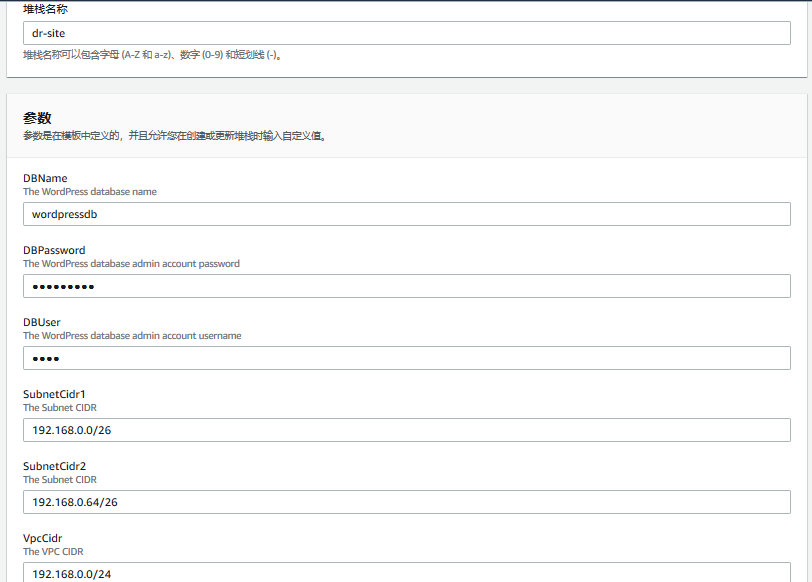 堆栈名称
dr-site
堆栈名称可以包含字母 (A-Z 和 a-z)、数字 (0-9) 和短划线 (-)。
参数
参数是在模板中定义的，并且允许您在创建或更新堆栈时输入自定义值。
DBName
The WordPress database name
wordpressdb
DBPassword
The WordPress database admin account password
•••••••••
DBUser
The WordPress database admin account username
••••
SubnetCidr1
The Subnet CIDR
192.168.0.0/26
SubnetCidr2
The Subnet CIDR
192.168.0.64/26
VpcCidr
The VPC CIDR
192.168.0.0/24